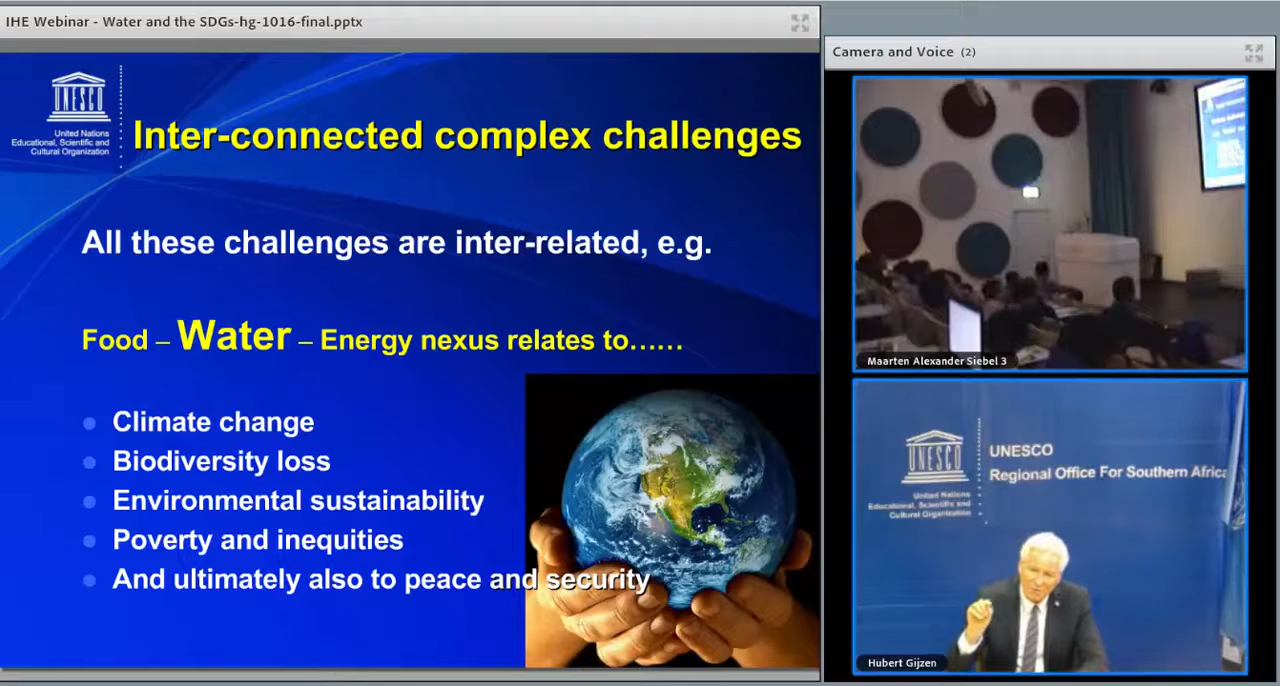 IHE Webinar - Water and the SDGs-hg-1016-final.pptx
UNESCO
United Nations
Educational, Scientific and
Cultural Organization
Inter-connected complex challenges
All these challenges are inter-related, e.g.
Food – Water – Energy nexus relates to......
Climate change
Biodiversity loss
Environmental sustainability
Poverty and inequities
And ultimately also to peace and security
Camera and Voice (2)
Maarten Alexander Siebel 3
UNESCO
United Nations
Educational, Scientific and
Cultural Organization
UNESCO
Regional Office For Southern Africa
Hubert Gijzen